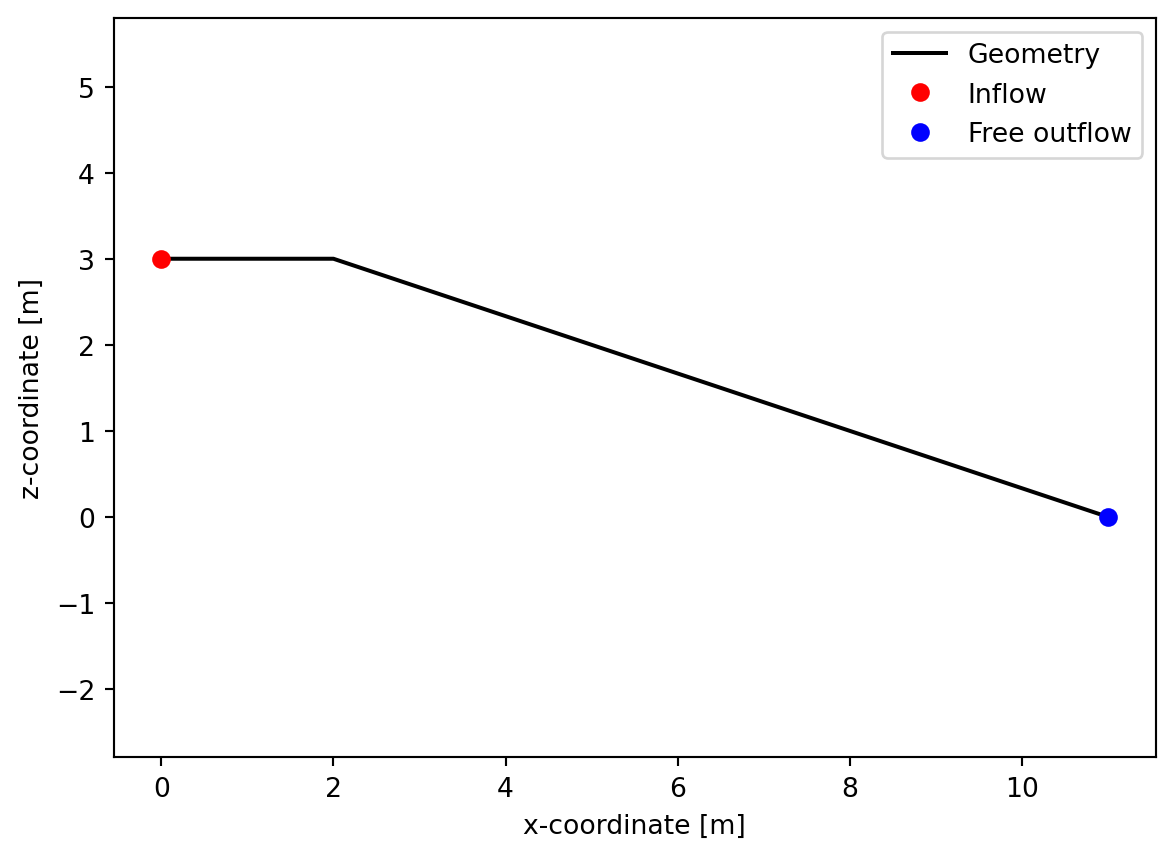 Geometry
Inflow
Free outflow
5
4
3
2
1
0
−1
−2
0 2 4 6 8 10
x-coordinate [m]
z-coordinate [m]